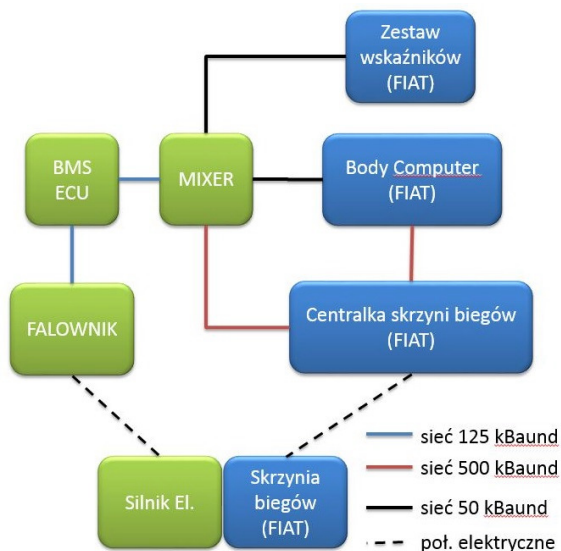 Zestaw
wskaźników
(FIAT)
BMS
ECU
MIXER
Body Computer
(FIAT)
FALOWNIK
Centralka skrzyni biegów
(FIAT)
Silnik El.
Skrzynia
biegów
(FIAT)
sieć 125 kBaund
sieć 500 kBaund
sieć 50 kBaund
poł. elektryczne